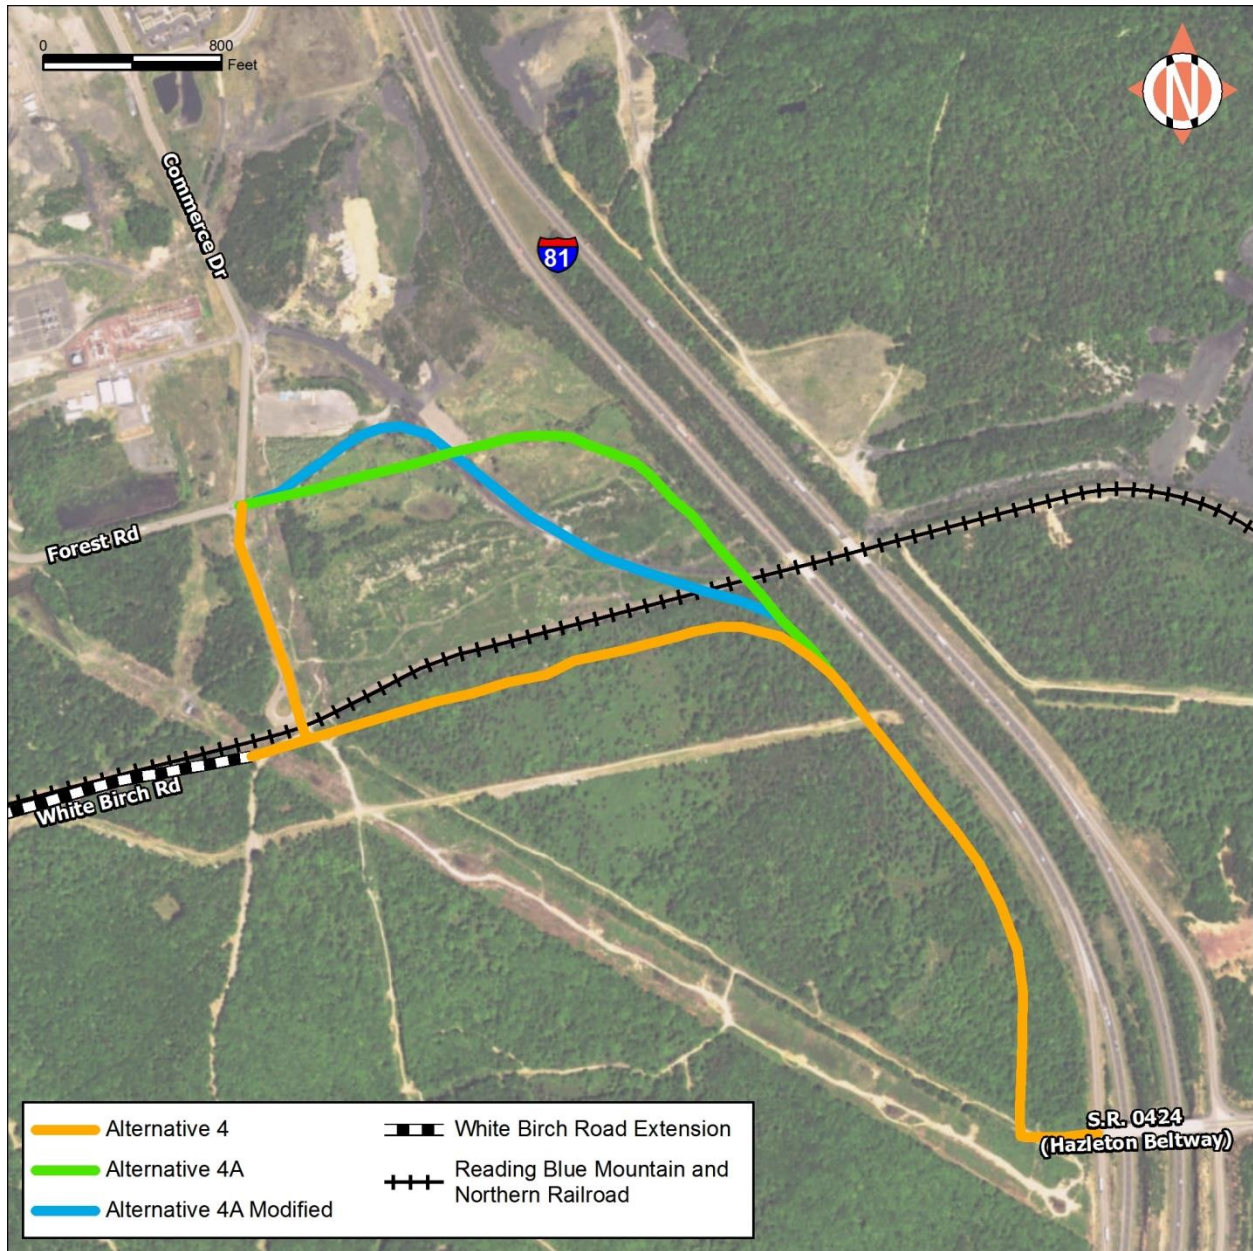 0 800
Feet
N
Commerce Dr
81
Forest Rd
White Birch Rd
S.R. 0424
(Hazleton Beltway)
Alternative 4
Alternative 4A
Alternative 4A Modified
White Birch Road Extension
Reading Blue Mountain and
Northern Railroad